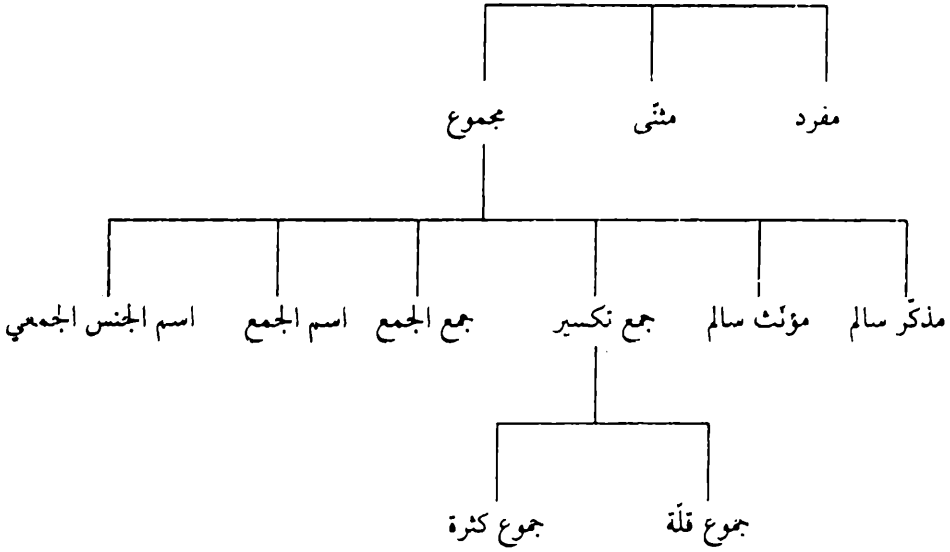 مفرد مثنّى مجموع
مذكّر سالم مؤنّث سالم جمع تكسير جمع الجمع اسم الجمع اسم الجنس الجمعي
جموع قلّة جموع كثرة